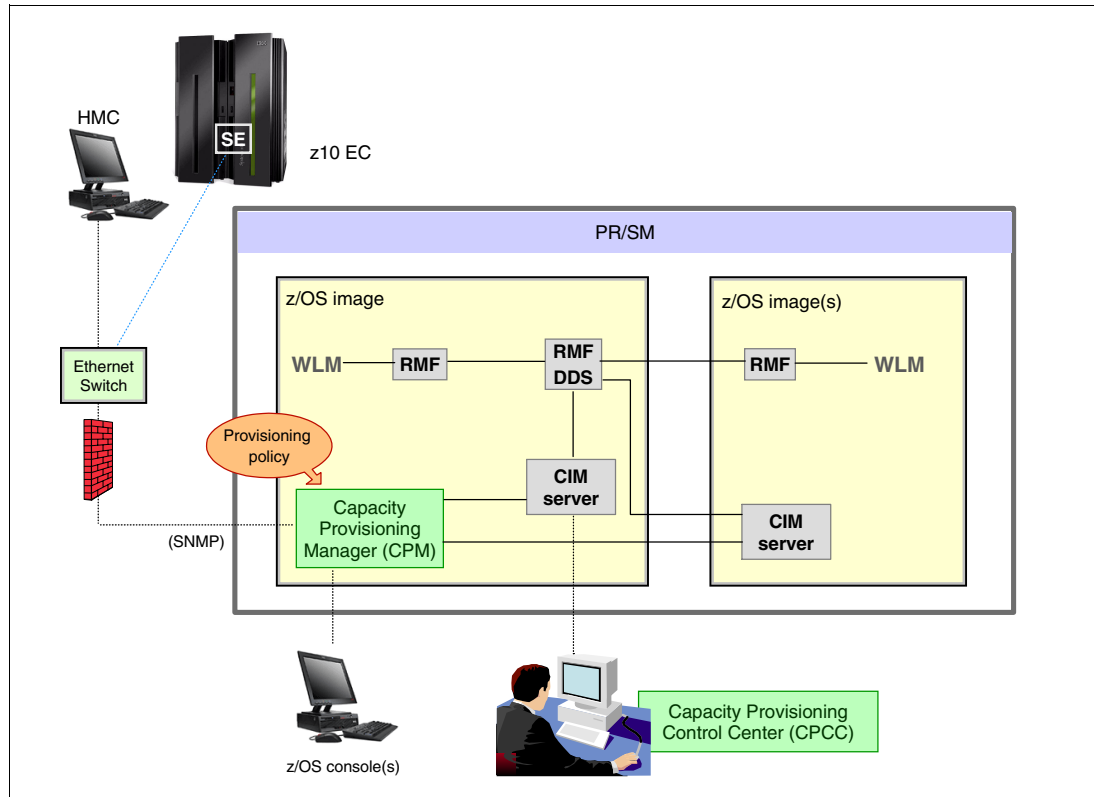 HMC
SE
z10 EC
PR/SM
z/OS image
z/OS image(s)
WLM
RMF
RMF
DDS
RMF
WLM
Ethernet
Switch
Provisioning
policy
CIM
server
Capacity
Provisioning
Manager (CPM)
CIM
server
(SNMP)
Capacity Provisioning
Control Center (CPCC)
z/OS console(s)